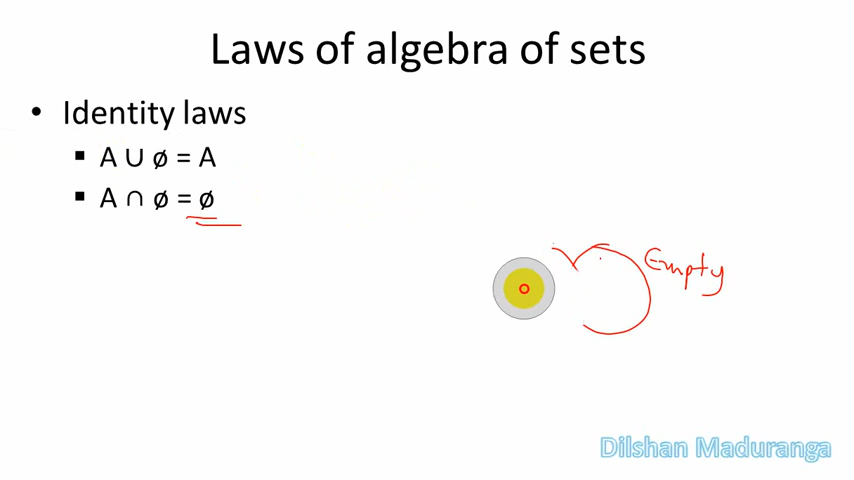 Laws of algebra of sets
• Identity laws
▪ A ∪ ø = A
▪ A ∩ ø = ø
Empty
Dilshan Maduranga